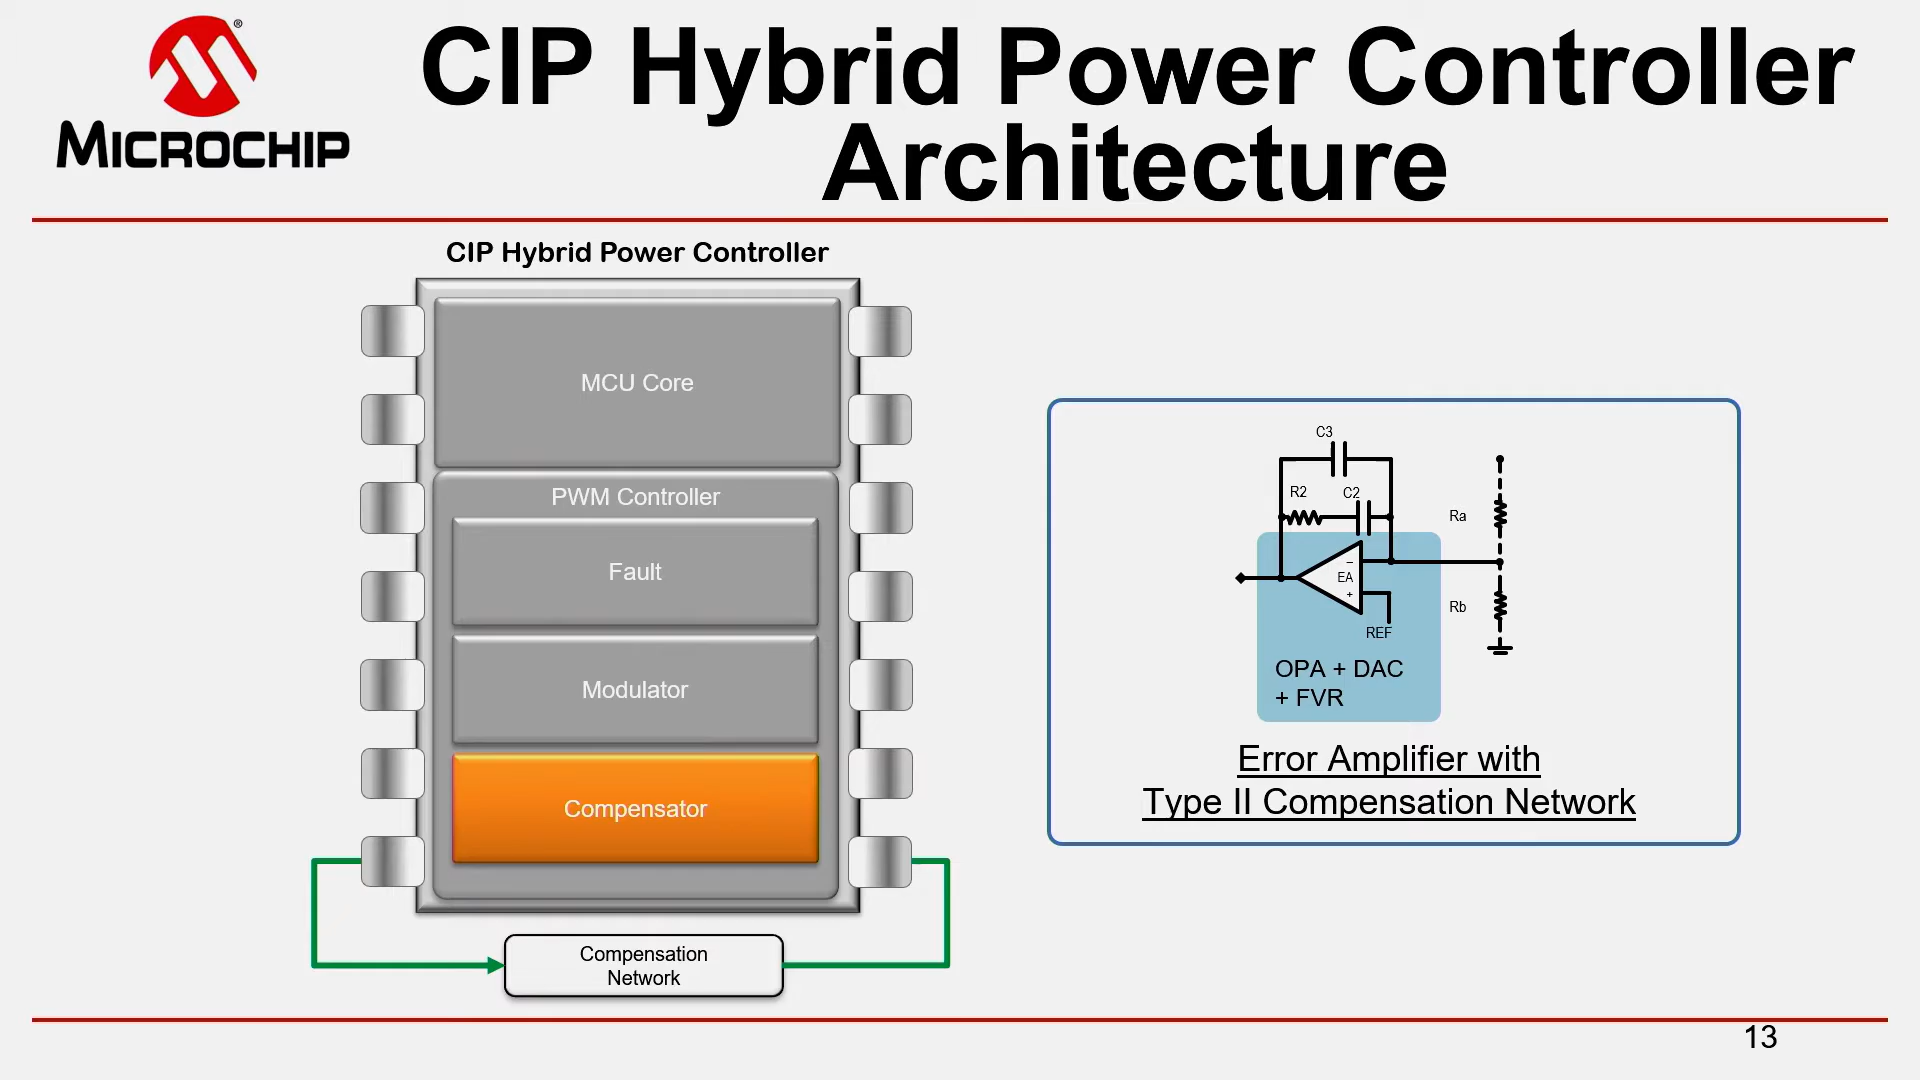 MICROCHIP
®
CIP Hybrid Power Controller
Architecture
CIP Hybrid Power Controller
MCU Core
PWM Controller
Fault
Modulator
Compensator
Compensation
Network
C3
R2
C2
Ra
−
EA
+
Rb
REF
OPA + DAC
+ FVR
Error Amplifier with
Type II Compensation Network
13